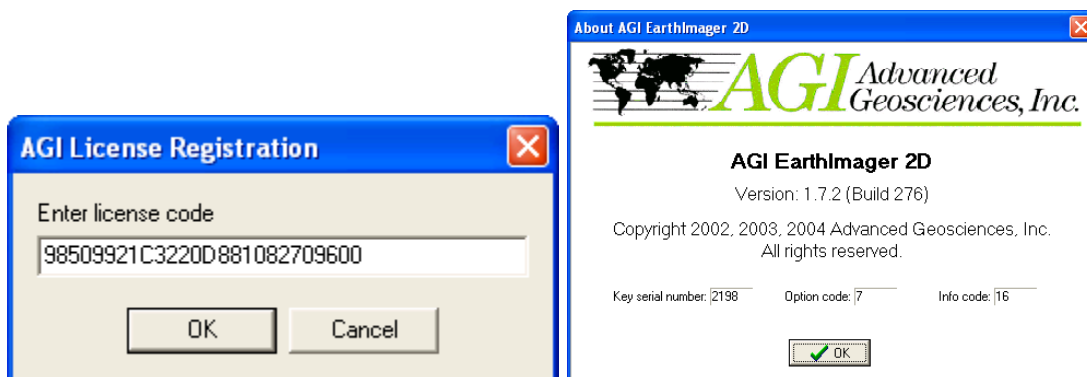 AGI License Registration
Enter license code
98509921C3220D881082709600
OK
Cancel
About AGI EarthImager 2D
AGI Advanced
Geosciences, Inc.
AGI EarthImager 2D
Version: 1.7.2 (Build 276)
Copyright 2002, 2003, 2004 Advanced Geosciences, Inc.
All rights reserved.
Key serial number: 2198 Option code: 7 Info code: 16
OK